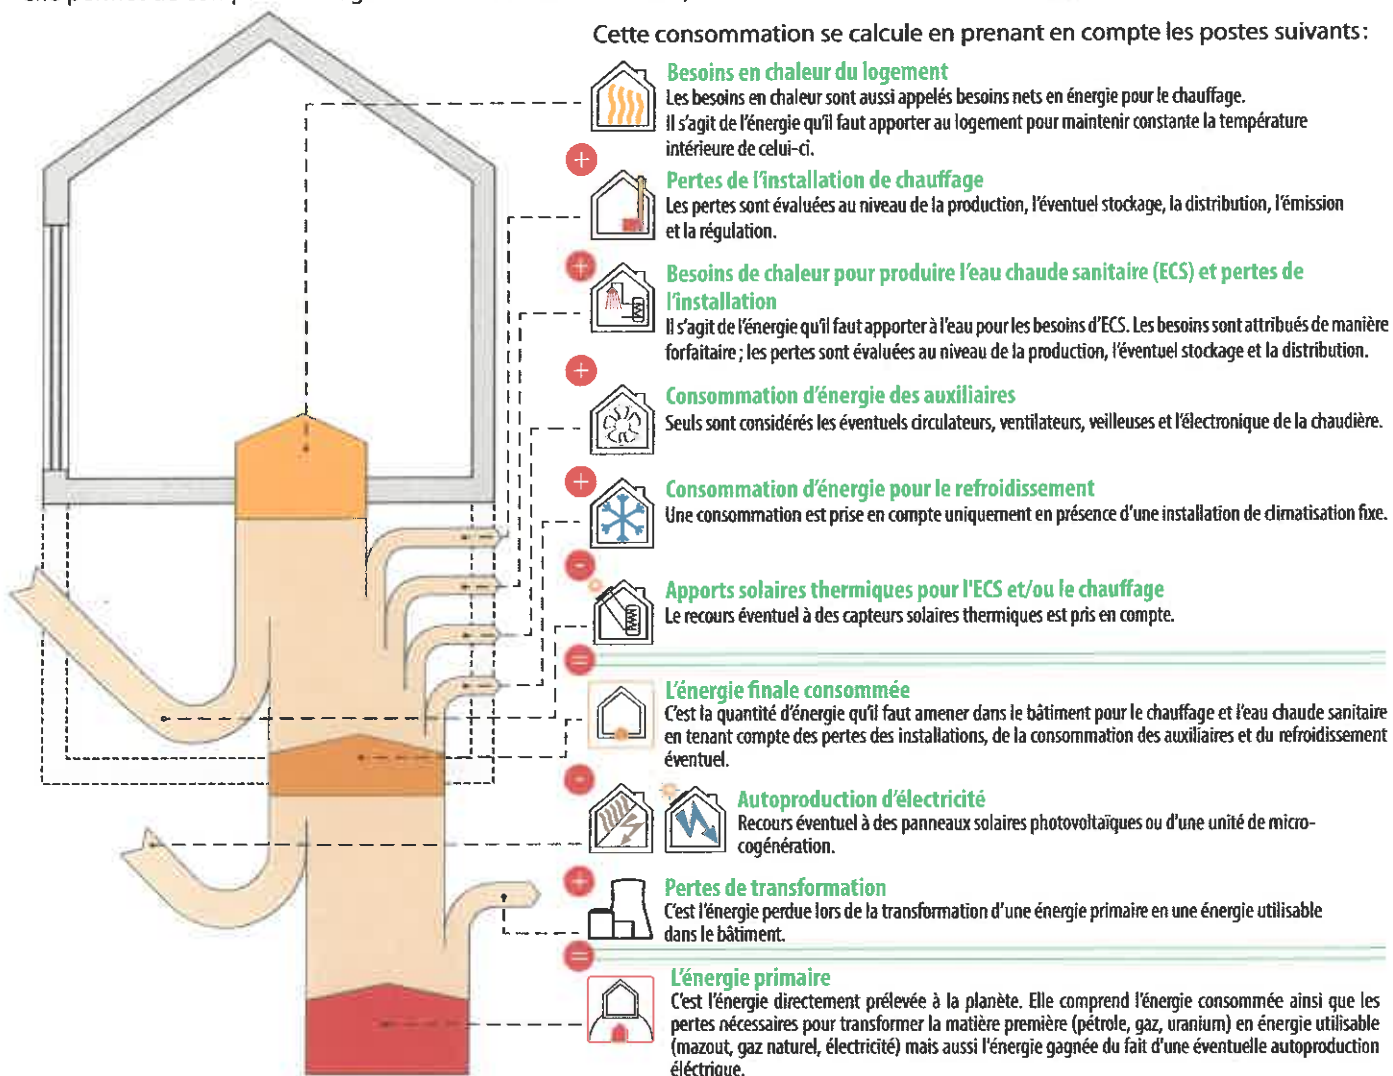 Cette consommation se calcule en prenant en compte les postes suivants:
Besoins en chaleur du logement
Les besoins en chaleur sont aussi appelés besoins nets en énergie pour le chauffage.
Il s'agit de l'énergie qu'il faut apporter au logement pour maintenir constante la température
intérieure de celui-ci.
+
Pertes de l'installation de chauffage
Les pertes sont évaluées au niveau de la production, l'éventuel stockage, la distribution, l'émission
et la régulation.
+
Besoins de chaleur pour produire l'eau chaude sanitaire (ECS) et pertes de
l'installation
Il s'agit de l'énergie qu'il faut apporter à l'eau pour les besoins d'ECS. Les besoins sont attribués de manière
forfaitaire ; les pertes sont évaluées au niveau de la production, l'éventuel stockage et la distribution.
+
Consommation d'énergie des auxiliaires
Seuls sont considérés les éventuels circulateurs, ventilateurs, veilleuses et l'électronique de la chaudière.
+
Consommation d'énergie pour le refroidissement
Une consommation est prise en compte uniquement en présence d'une installation de climatisation fixe.
-
Apports solaires thermiques pour l'ECS et/ou le chauffage
Le recours éventuel à des capteurs solaires thermiques est pris en compte.
=
L'énergie finale consommée
C'est la quantité d'énergie qu'il faut amener dans le bâtiment pour le chauffage et l'eau chaude sanitaire
en tenant compte des pertes des installations, de la consommation des auxiliaires et du refroidissement
éventuel.
-
Autoproduction d'électricité
Recours éventuel à des panneaux solaires photovoltaïques ou d'une unité de micro-
cogénération.
+
Pertes de transformation
C'est l'énergie perdue lors de la transformation d'une énergie primaire en une énergie utilisable
dans le bâtiment.
=
L'énergie primaire
C'est l'énergie directement prélevée à la planète. Elle comprend l'énergie consommée ainsi que les
pertes nécessaires pour transformer la matière première (pétrole, gaz, uranium) en énergie utilisable
(mazout, gaz naturel, électricité) mais aussi l'énergie gagnée du fait d'une éventuelle autoproduction
éléctrique.